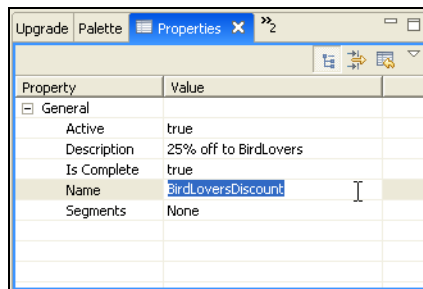 Upgrade Palette Properties »2
Property Value
General
Active true
Description 25% off to BirdLovers
Is Complete true
Name BirdLoversDiscount
Segments None